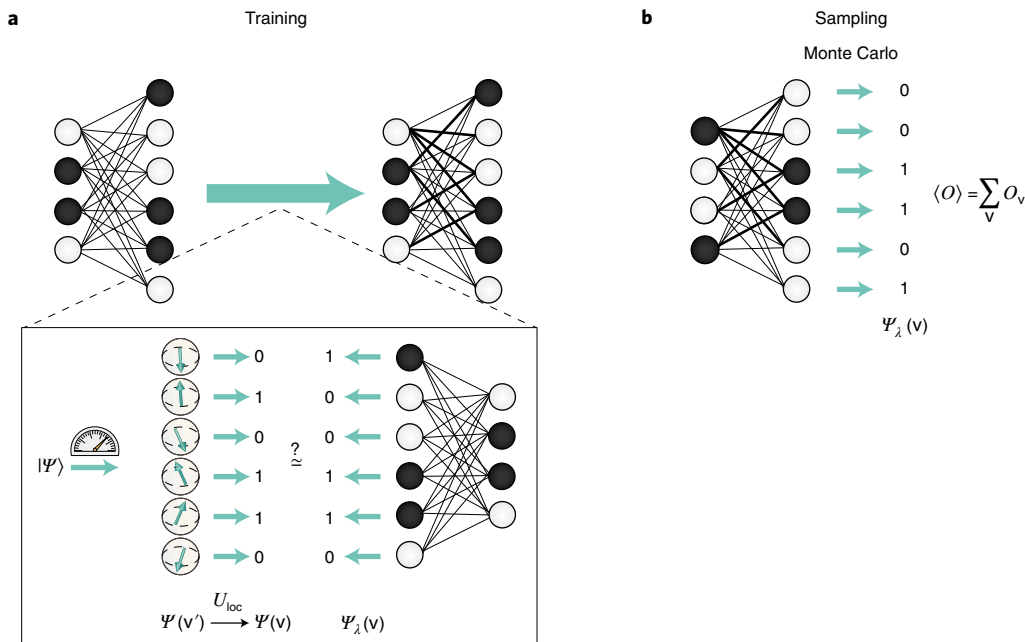 a
Training
b
Sampling
Monte Carlo
0
0
1
1
0
1
⟨O⟩ = ∑ O_v
v
Ψ_λ (v)
0 1
1 0
0 0
?
≃
1 1
1 1
0 0
|Ψ⟩
U_loc
Ψ(v′) ⟶ Ψ(v) Ψ_λ(v)